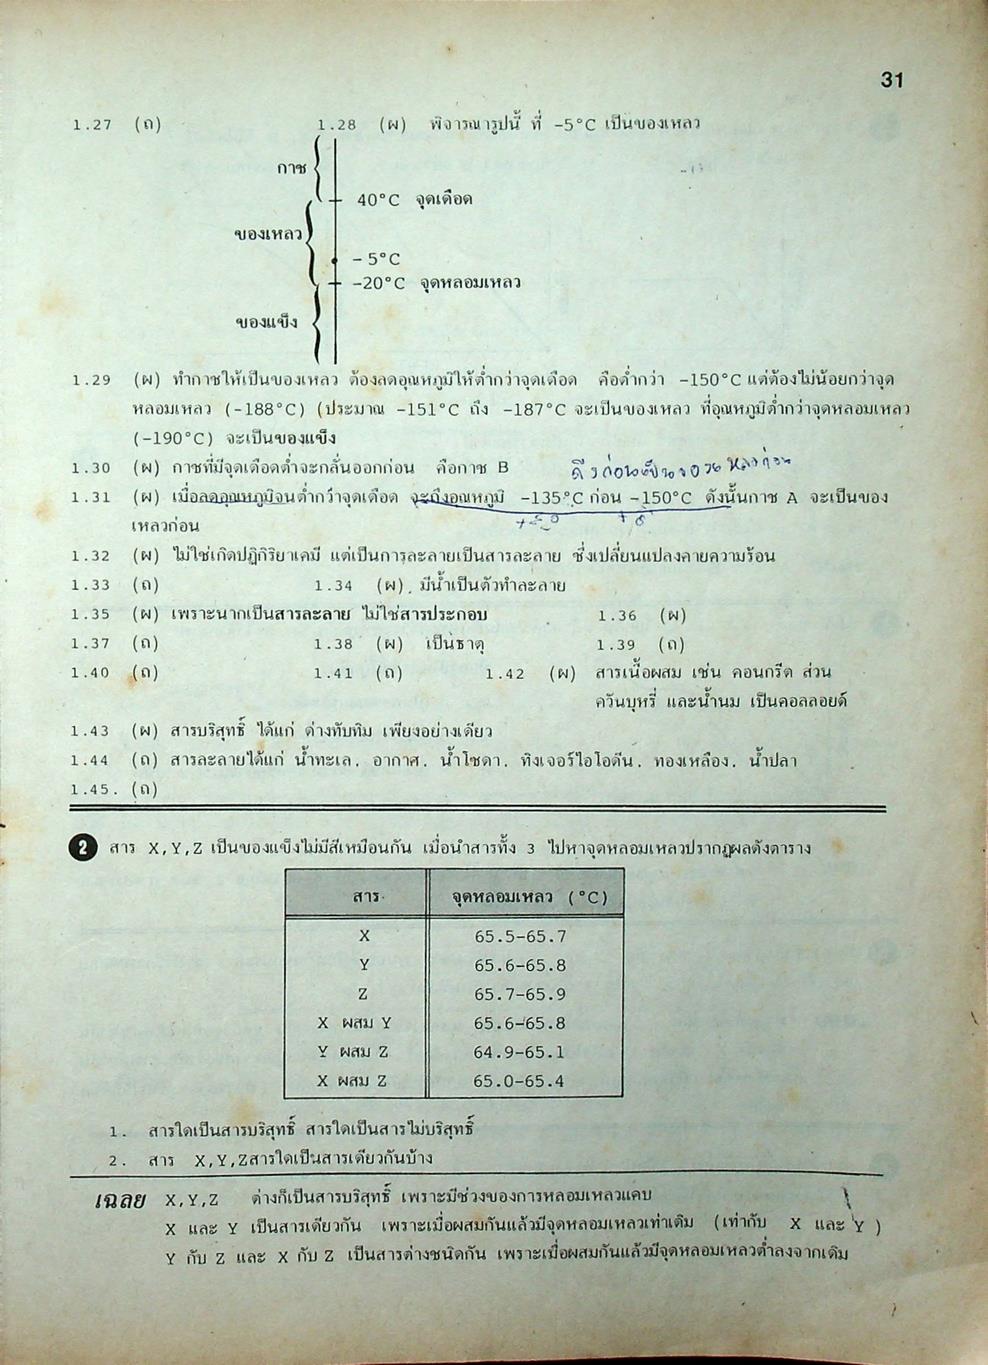 31
1.27 (ถ) 1.28 (ผ) พิจารณารูปนี้ ที่ -5°C เป็นของเหลว
กาซ
40°C จุดเดือด
ของเหลว
-5°C
-20°C จุดหลอมเหลว
ของแข็ง
1.29 (ผ) ทำกาซให้เป็นของเหลว ต้องลดอุณหภูมิให้ต่ำกว่าจุดเดือด คือต่ำกว่า -150°C แต่ต้องไม่น้อยกว่าจุด
หลอมเหลว (-188°C) (ประมาณ -151°C ถึง -187°C จะเป็นของเหลว ที่อุณหภูมิต่ำกว่าจุดหลอมเหลว
(-190°C) จะเป็นของแข็ง
1.30 (ผ) กาซที่มีจุดเดือดต่ำจะกลั่นออกก่อน คือกาซ B
1.31 (ผ) เมื่อลดอุณหภูมิจนต่ำกว่าจุดเดือด จะถึงอุณหภูมิ -135°C ก่อน -150°C ดังนั้นกาซ A จะเป็นของ
เหลวก่อน
1.32 (ผ) ไม่ใช่เกิดปฏิกิริยาเคมี แต่เป็นการละลายเป็นสารละลาย ซึ่งเปลี่ยนแปลงคายความร้อน
1.33 (ถ) 1.34 (ผ) มีน้ำเป็นตัวทำละลาย
1.35 (ผ) เพราะนากเป็นสารละลาย ไม่ใช่สารประกอบ 1.36 (ผ)
1.37 (ถ) 1.38 (ผ) เป็นธาตุ 1.39 (ถ)
1.40 (ถ) 1.41 (ถ) 1.42 (ผ) สารเนื้อผสม เช่น คอนกรีต ส่วน
ควันบุหรี่ และน้ำนม เป็นคอลลอยด์
1.43 (ผ) สารบริสุทธิ์ ได้แก่ ด่างทับทิม เพียงอย่างเดียว
1.44 (ถ) สารละลายได้แก่ น้ำทะเล. อากาศ. น้ำโซดา. ทิงเจอร์ไอโอดีน. ทองเหลือง. น้ำปลา
1.45. (ถ)
2 สาร X,Y,Z เป็นของแข็งไม่มีสีเหมือนกัน เมื่อนำสารทั้ง 3 ไปหาจุดหลอมเหลวปรากฏผลดังตาราง
สาร จุดหลอมเหลว (°C)
X 65.5-65.7
Y 65.6-65.8
Z 65.7-65.9
X ผสม Y 65.6-65.8
Y ผสม Z 64.9-65.1
X ผสม Z 65.0-65.4
1. สารใดเป็นสารบริสุทธิ์ สารใดเป็นสารไม่บริสุทธิ์
2. สาร X,Y,Zสารใดเป็นสารเดียวกันบ้าง
เฉลย X,Y,Z ต่างก็เป็นสารบริสุทธิ์ เพราะมีช่วงของการหลอมเหลวแคบ
X และ Y เป็นสารเดียวกัน เพราะเมื่อผสมกันแล้วมีจุดหลอมเหลวเท่าเดิม (เท่ากับ X และ Y )
Y กับ Z และ X กับ Z เป็นสารต่างชนิดกัน เพราะเมื่อผสมกันแล้วมีจุดหลอมเหลวต่ำลงจากเดิม